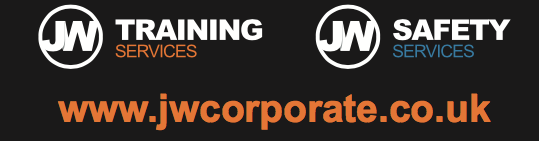 JW TRAINING SERVICES
JW SAFETY SERVICES
www.jwcorporate.co.uk